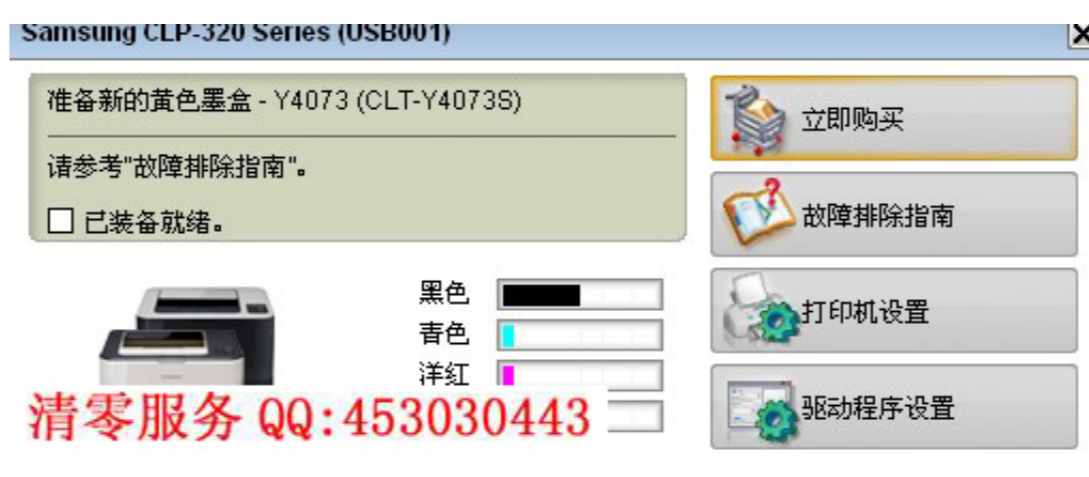 Samsung CLP-320 Series (USB001)
准备新的黄色墨盒 - Y4073 (CLT-Y4073S)
请参考"故障排除指南"。
已装备就绪。
立即购买
故障排除指南
打印机设置
驱动程序设置
黑色
青色
洋红
清零服务 QQ:453030443